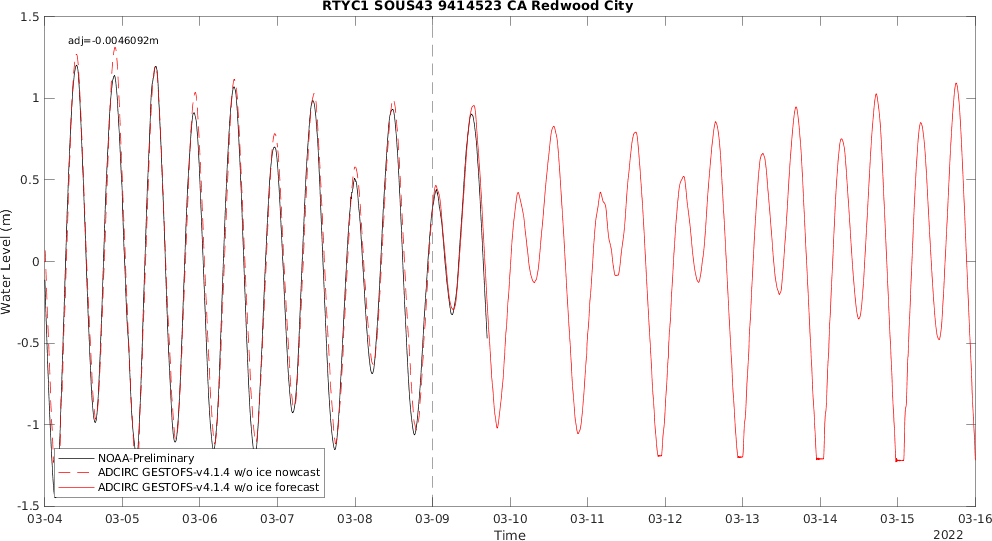 RTYC1 SOUS43 9414523 CA Redwood City
adj=-0.0046092m
1.5
1
0.5
0
-0.5
-1
-1.5
Water Level (m)
NOAA-Preliminary
ADCIRC GESTOFS-v4.1.4 w/o ice nowcast
ADCIRC GESTOFS-v4.1.4 w/o ice forecast
03-04 03-05 03-06 03-07 03-08 03-09 03-10 03-11 03-12 03-13 03-14 03-15 03-16
Time
2022